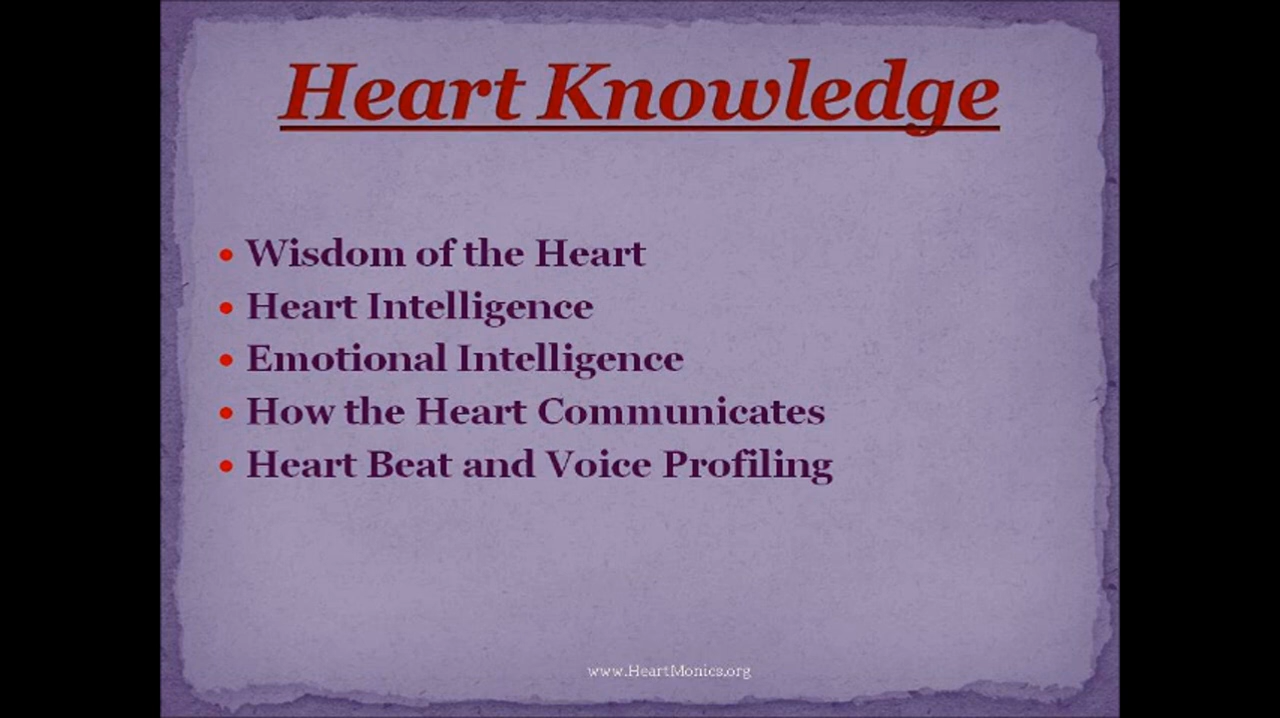 Heart Knowledge
• Wisdom of the Heart
• Heart Intelligence
• Emotional Intelligence
• How the Heart Communicates
• Heart Beat and Voice Profiling
www.HeartMonics.org